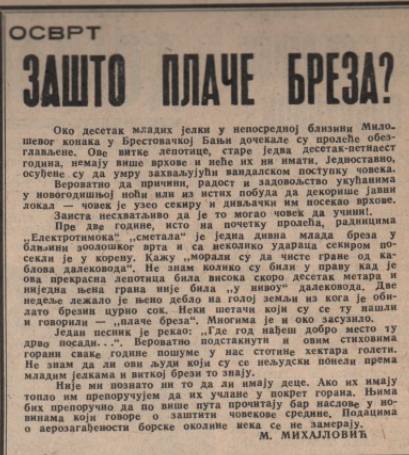 ОСВРТ
ЗАШТО ПЛАЧЕ БРЕЗА?
Око десетак младих јелки у непосредној близини Мило-
шевог конака у Брестовачкој Бањи дочекале су пролеће обез-
глављене. Ове витке лепотице, старе једва десетак-петнаест
година, немају више врхове и неће их ни имати. Једноставно,
осуђене су да умру захваљујући вандалском поступку човека.
Вероватно да причини, радост и задовољство укућанима
у новогодишњој ноћи или из истих побуда да декорише јавни
локал — човек је узео секиру и дивљачки им посекао врхове.
Заиста несхватљиво да је то могао човек да учини!.
Пре две године, исто на почетку пролећа, радницима
„Електротимока" „сметала" је једна дивна млада бреза у
близини зоолошког врта и са неколико удараца секиром по-
секли је у корену. Кажу „морали су да чисте гране од ка-
блова далековода". Не знам колико су били у праву кад је
ова прекрасна лепотица била висока скоро десетак метара и
ниједна њена грана није била „у нивоу" далековода. Две
недеље лежало је њено дебло на голој земљи из кога је оби-
лато брезин цурио сок. Неки шетачи који су се ту нашли
и говорили — „плаче бреза". Многима је и око засузило.
Један песник је рекао: „Где год нађеш добро место ту
дрво посади. . .". Вероватно подстакнути и овим стиховима
горани сваке године пошуме у нас стотине хектара голети.
Не знам да ли ови људи који су се нељудски понели према
младим јелкама и виткој брези то знају.
Није ми познато ни то да ли имају деце. Ако их имају
топло им препоручујем да их учлане у покрет горана. Њима
бих препоручио да по више пута прочитају бар наслове у но-
винама који говоре о заштити човекове средине. Подацима
о аерозагађености борске околине нека се не замарају.
М. МИХАЈЛОВИЋ